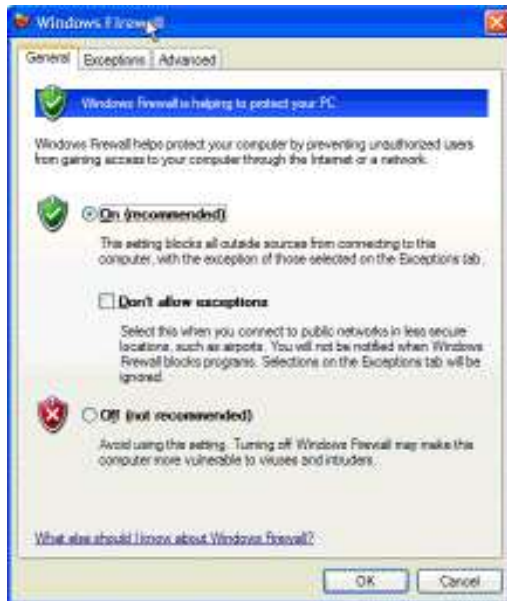 Windows Firewall
General Exceptions Advanced
Windows Firewall is helping to protect your PC
Windows Firewall helps protect your computer by preventing unauthorized users
from gaining access to your computer through the Internet or a network.
On (recommended)
This setting blocks all outside sources from connecting to this
computer, with the exception of those selected on the Exceptions tab.
Don't allow exceptions
Select this when you connect to public networks in less secure
locations, such as airports. You will not be notified when Windows
Firewall blocks programs. Selections on the Exceptions tab will be
ignored.
Off (not recommended)
Avoid using this setting. Turning off Windows Firewall may make this
computer more vulnerable to viruses and intruders.
What else should I know about Windows Firewall?
OK Cancel